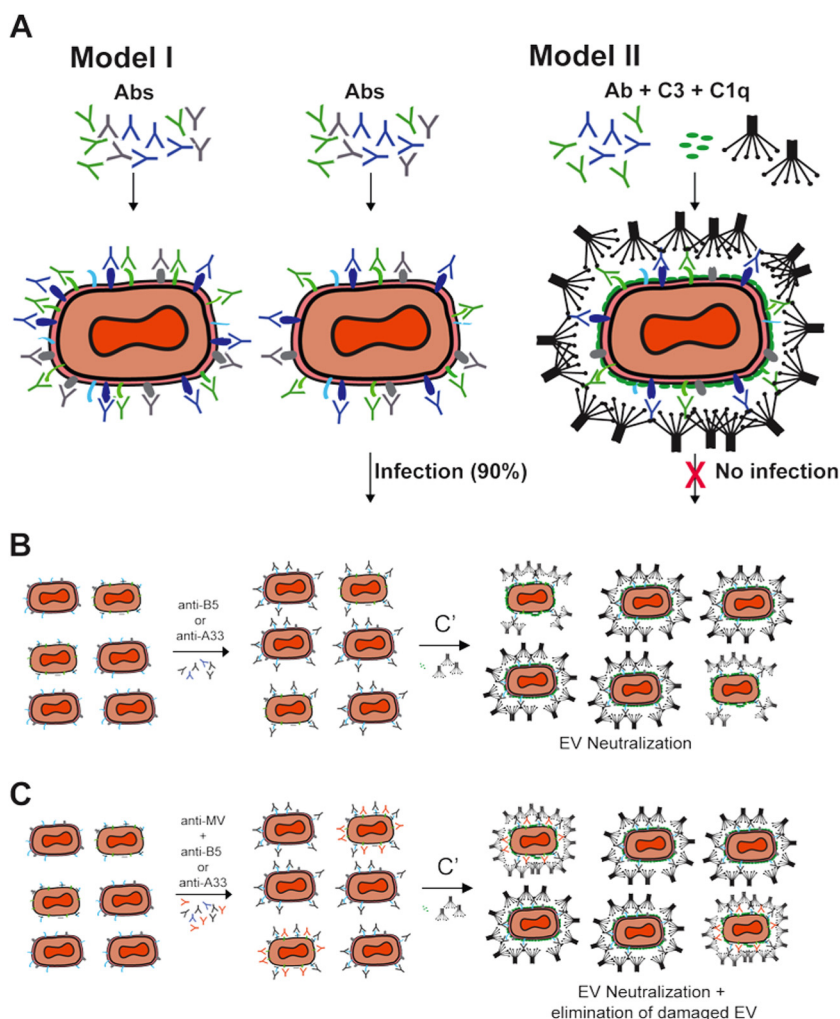 A
Model I
Model II
Abs
Abs
Ab + C3 + C1q
Infection (90%)
X No infection
B
anti-B5
or
anti-A33
C'
EV Neutralization
C
anti-MV
+
anti-B5
or
anti-A33
C'
EV Neutralization +
elimination of damaged EV